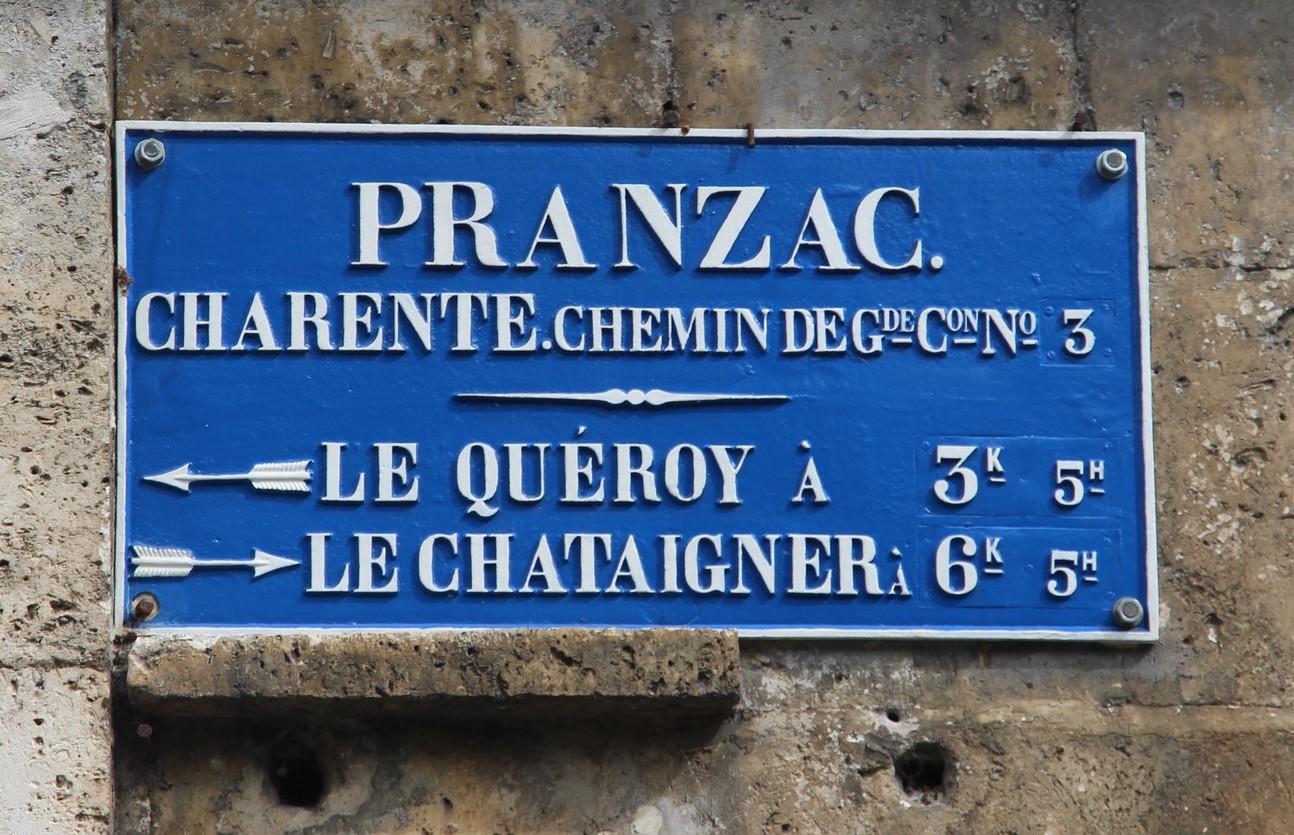 PRANZAC.
CHARENTE. CHEMIN DE GDE CON NO 3
LE QUÉROY À 3K 5H
LE CHATAIGNER À 6K 5H